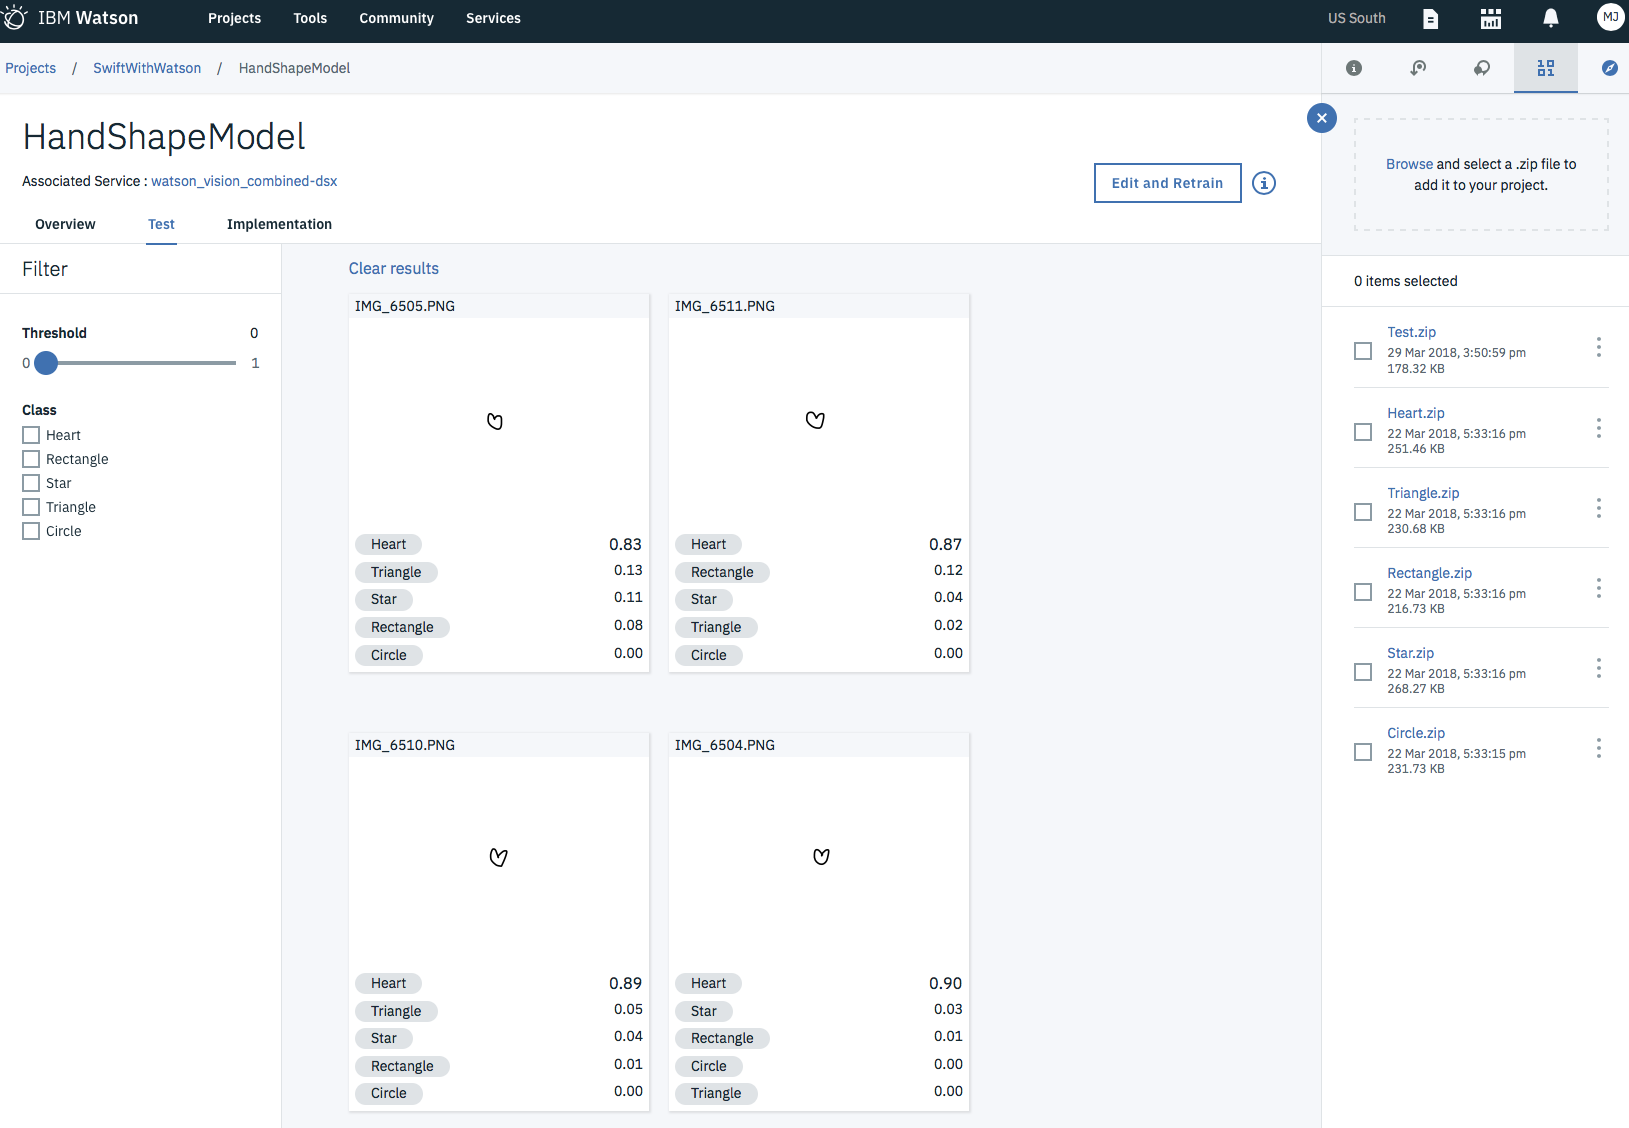 IBM Watson
Projects Tools Community Services
US South
MJ
Projects / SwiftWithWatson / HandShapeModel
HandShapeModel
Associated Service : watson_vision_combined-dsx
Edit and Retrain
Overview Test Implementation
Filter
Threshold 0
0 1
Class
Heart
Rectangle
Star
Triangle
Circle
Clear results
IMG_6505.PNG
Heart 0.83
Triangle 0.13
Star 0.11
Rectangle 0.08
Circle 0.00
IMG_6511.PNG
Heart 0.87
Rectangle 0.12
Star 0.04
Triangle 0.02
Circle 0.00
IMG_6510.PNG
Heart 0.89
Triangle 0.05
Star 0.04
Rectangle 0.01
Circle 0.00
IMG_6504.PNG
Heart 0.90
Star 0.03
Rectangle 0.01
Circle 0.00
Triangle 0.00
Browse and select a .zip file to
add it to your project.
0 items selected
Test.zip
29 Mar 2018, 3:50:59 pm
178.32 KB
Heart.zip
22 Mar 2018, 5:33:16 pm
251.46 KB
Triangle.zip
22 Mar 2018, 5:33:16 pm
230.68 KB
Rectangle.zip
22 Mar 2018, 5:33:16 pm
216.73 KB
Star.zip
22 Mar 2018, 5:33:16 pm
268.27 KB
Circle.zip
22 Mar 2018, 5:33:15 pm
231.73 KB